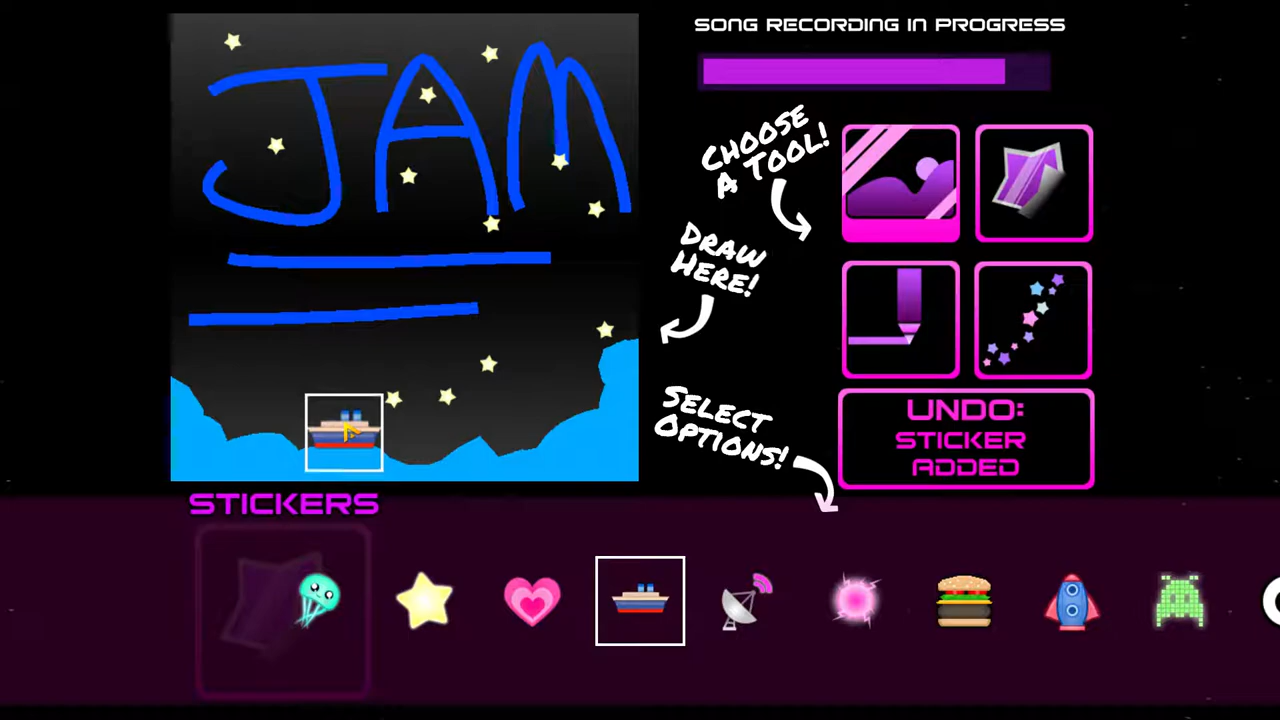 SONG RECORDING IN PROGRESS
JAM
CHOOSE
A TOOL!
DRAW
HERE!
SELECT
OPTIONS!
UNDO:
STICKER
ADDED
STICKERS